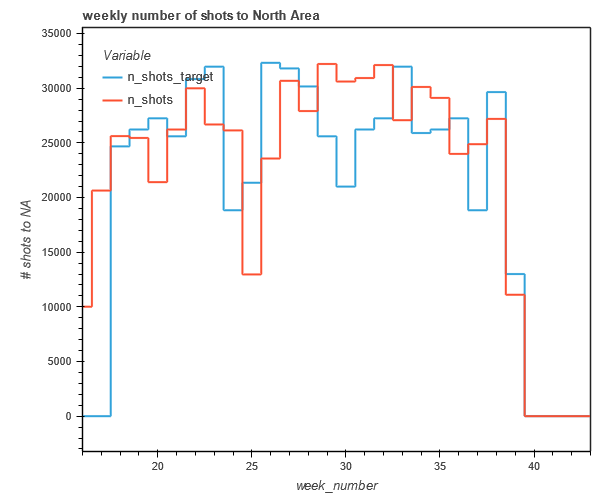 weekly number of shots to North Area
Variable
n_shots_target
n_shots
35000
30000
25000
20000
15000
10000
5000
0
# shots to NA
20
25
30
35
40
week_number